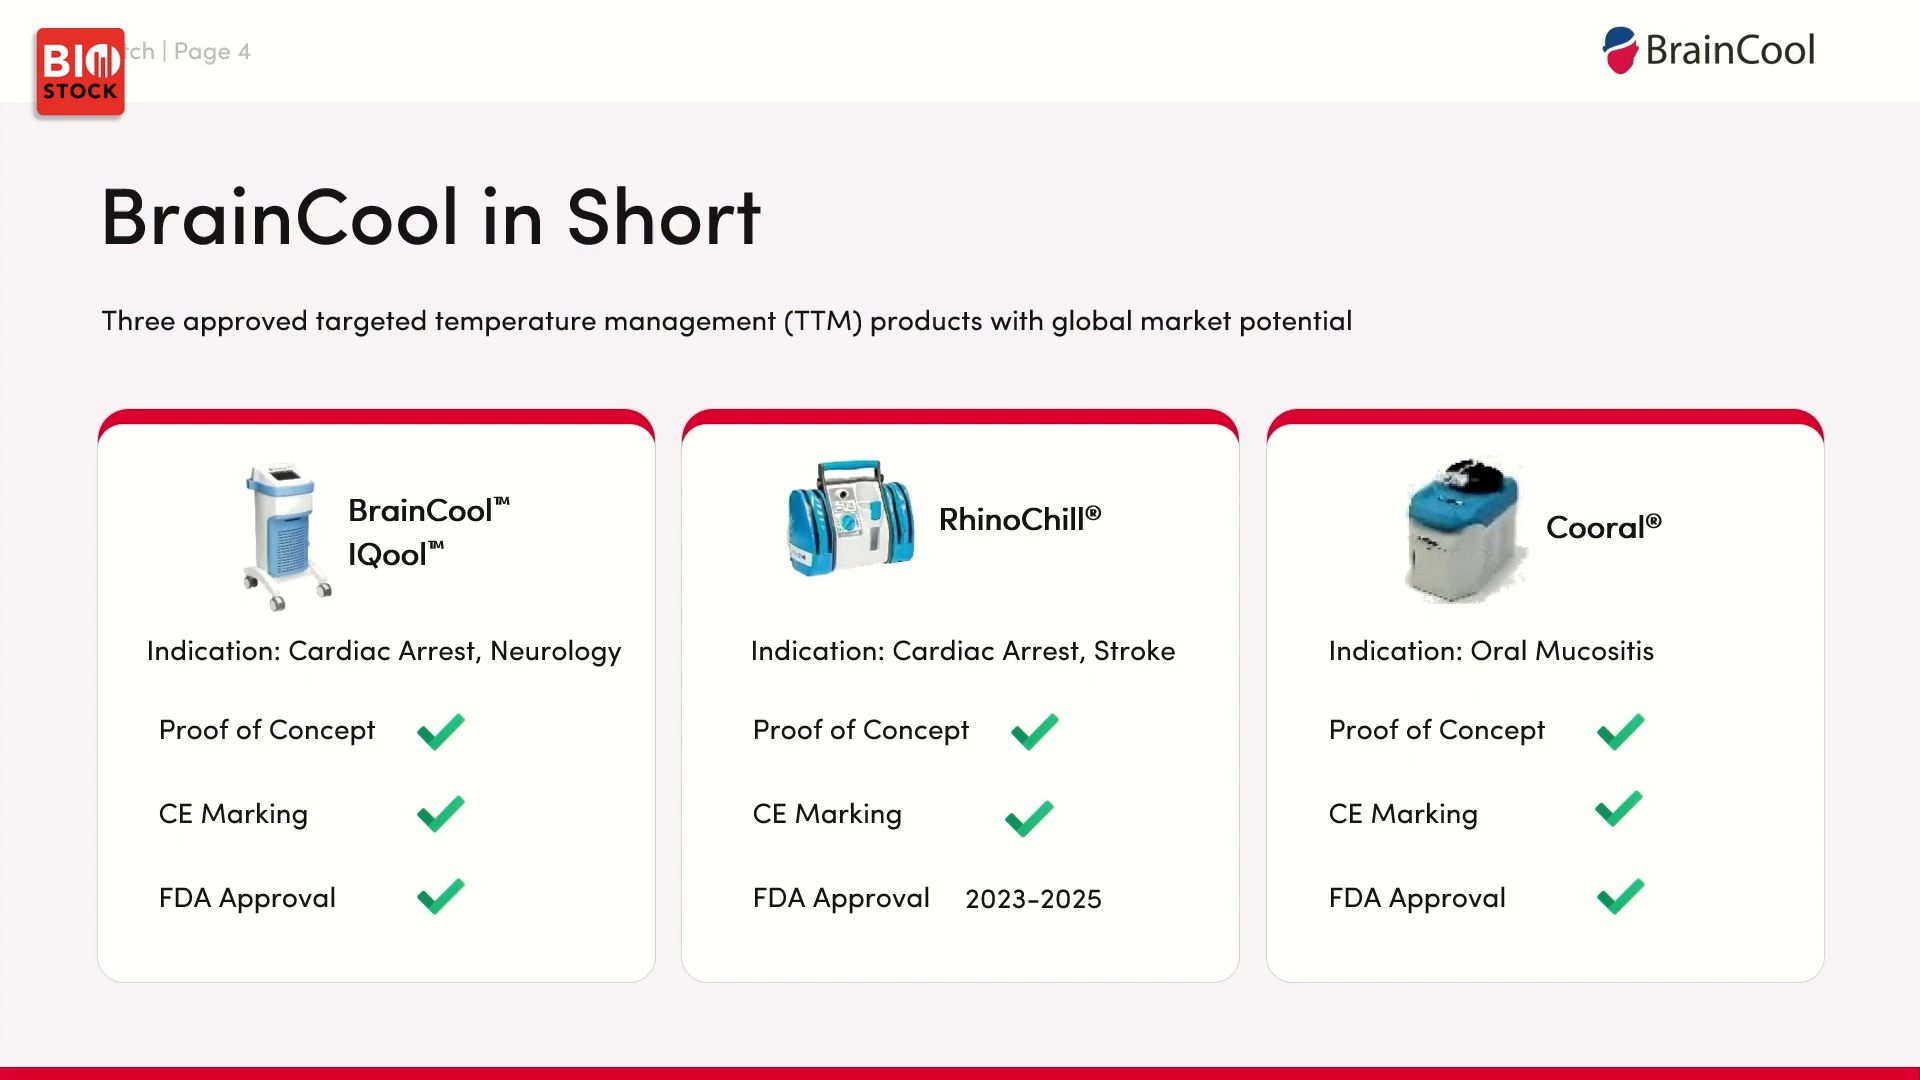 BIO
STOCK
| Page 4
BrainCool
BrainCool in Short
Three approved targeted temperature management (TTM) products with global market potential
BrainCool™
IQool™
Indication: Cardiac Arrest, Neurology
Proof of Concept
CE Marking
FDA Approval
RhinoChill®
Indication: Cardiac Arrest, Stroke
Proof of Concept
CE Marking
FDA Approval 2023-2025
Cooral®
Indication: Oral Mucositis
Proof of Concept
CE Marking
FDA Approval